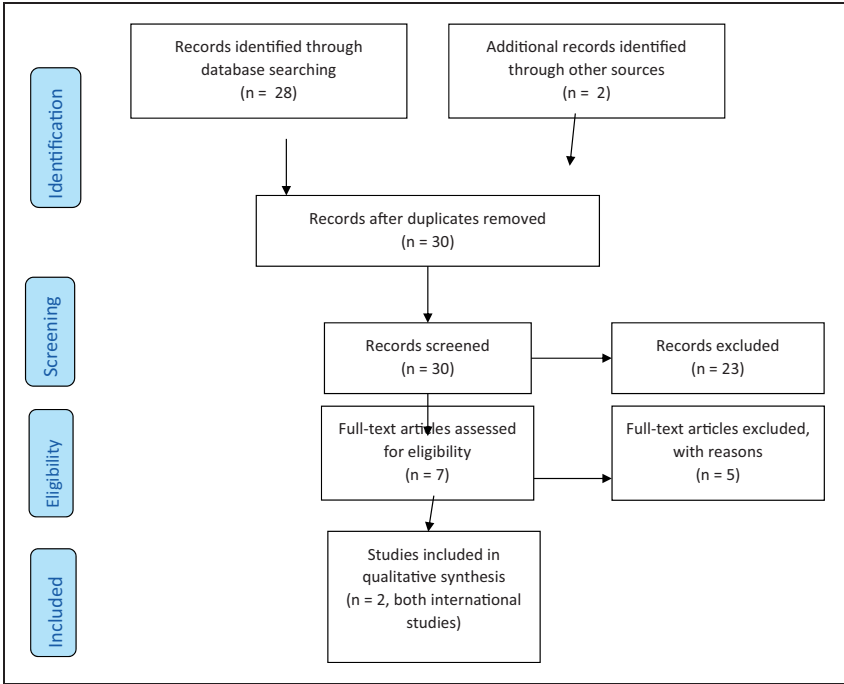 Identification
Records identified through
database searching
(n = 28)
Additional records identified
through other sources
(n = 2)
Records after duplicates removed
(n = 30)
Screening
Records screened
(n = 30)
Records excluded
(n = 23)
Eligibility
Full-text articles assessed
for eligibility
(n = 7)
Full-text articles excluded,
with reasons
(n = 5)
Included
Studies included in
qualitative synthesis
(n = 2, both international
studies)